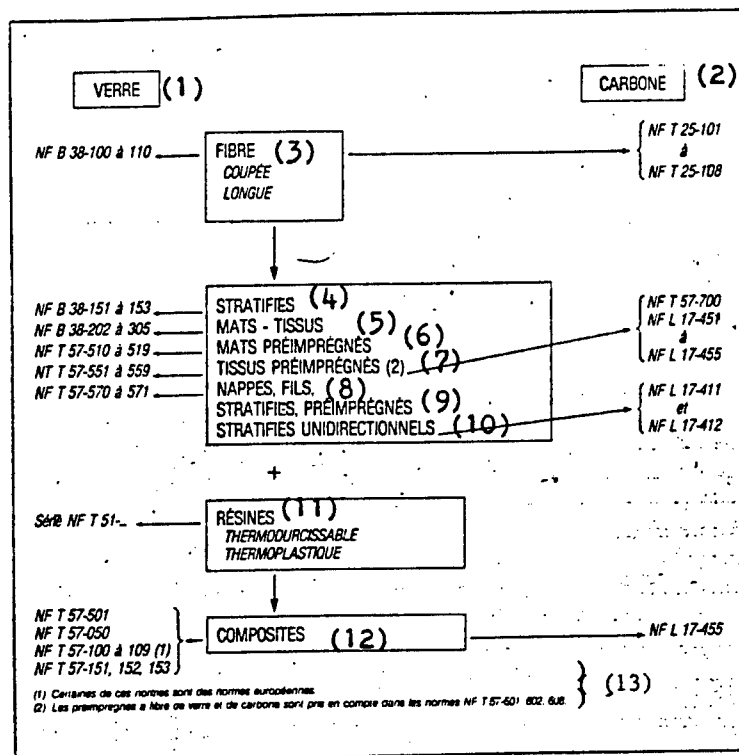 VERRE (1)
CARBONE (2)
NF B 38-100 à 110
FIBRE (3)
COUPÉE
LONGUE
NF T 25-101
à
NF T 25-108
NF B 38-151 à 153
NF B 38-202 à 305
NF T 57-510 à 519
NT T 57-551 à 559
NF T 57-570 à 571
STRATIFIES (4)
MATS - TISSUS (5)
MATS PRÉIMPRÉGNÉS (6)
TISSUS PRÉIMPRÉGNÉS (2) (7)
NAPPES, FILS, (8)
STRATIFIES, PRÉIMPRÉGNÉS (9)
STRATIFIES UNIDIRECTIONNELS (10)
NF T 57-700
NF L 17-451
à
NF L 17-455
NF L 17-411
et
NF L 17-412
+
Série NF T 51-
RÉSINES (11)
THERMODURCISSABLE
THERMOPLASTIQUE
NF T 57-501
NF T 57-050
NF T 57-100 à 109 (1)
NF T 57-151, 152, 153
COMPOSITES (12)
NF L 17-455
(1) Certaines de ces normes sont des normes européennes.
(2) Les préimprégnés à fibre de verre et de carbone sont pris en compte dans les normes NF T 57-601 602, 608.
(13)